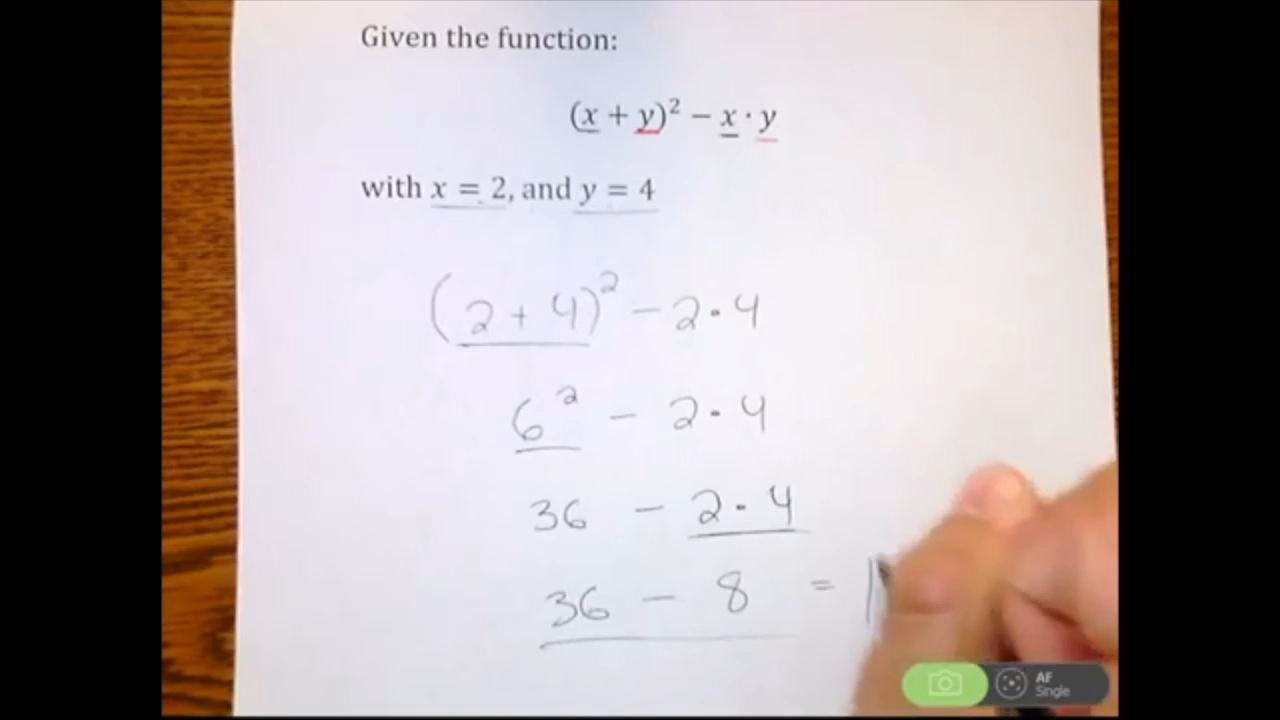 Given the function:
(x + y)² − x · y
with x = 2, and y = 4
(2 + 4)² − 2 · 4
6² − 2 · 4
36 − 2 · 4
36 − 8 =
AF
Single